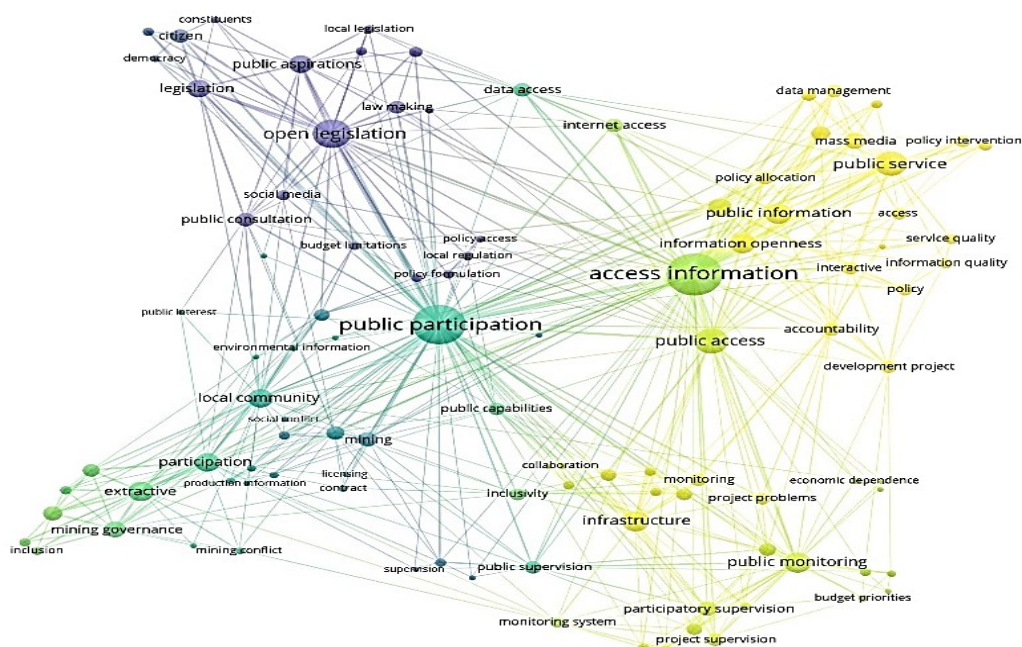 constituents
citizen
local legislation
democracy
public aspirations
legislation
data access
data management
law making
open legislation
internet access
mass media
policy intervention
public service
policy allocation
social media
public consultation
public information
access
budget limitations
policy access
information openness
service quality
local regulation
policy formulation
access information
interactive
information quality
policy
public interest
public participation
accountability
environmental information
public access
development project
local community
public capabilities
social conflict
mining
participation
collaboration
monitoring
economic dependence
production information
licensing
contract
extractive
inclusivity
project problems
infrastructure
mining governance
inclusion
mining conflict
supervision
public supervision
public monitoring
budget priorities
participatory supervision
monitoring system
project supervision